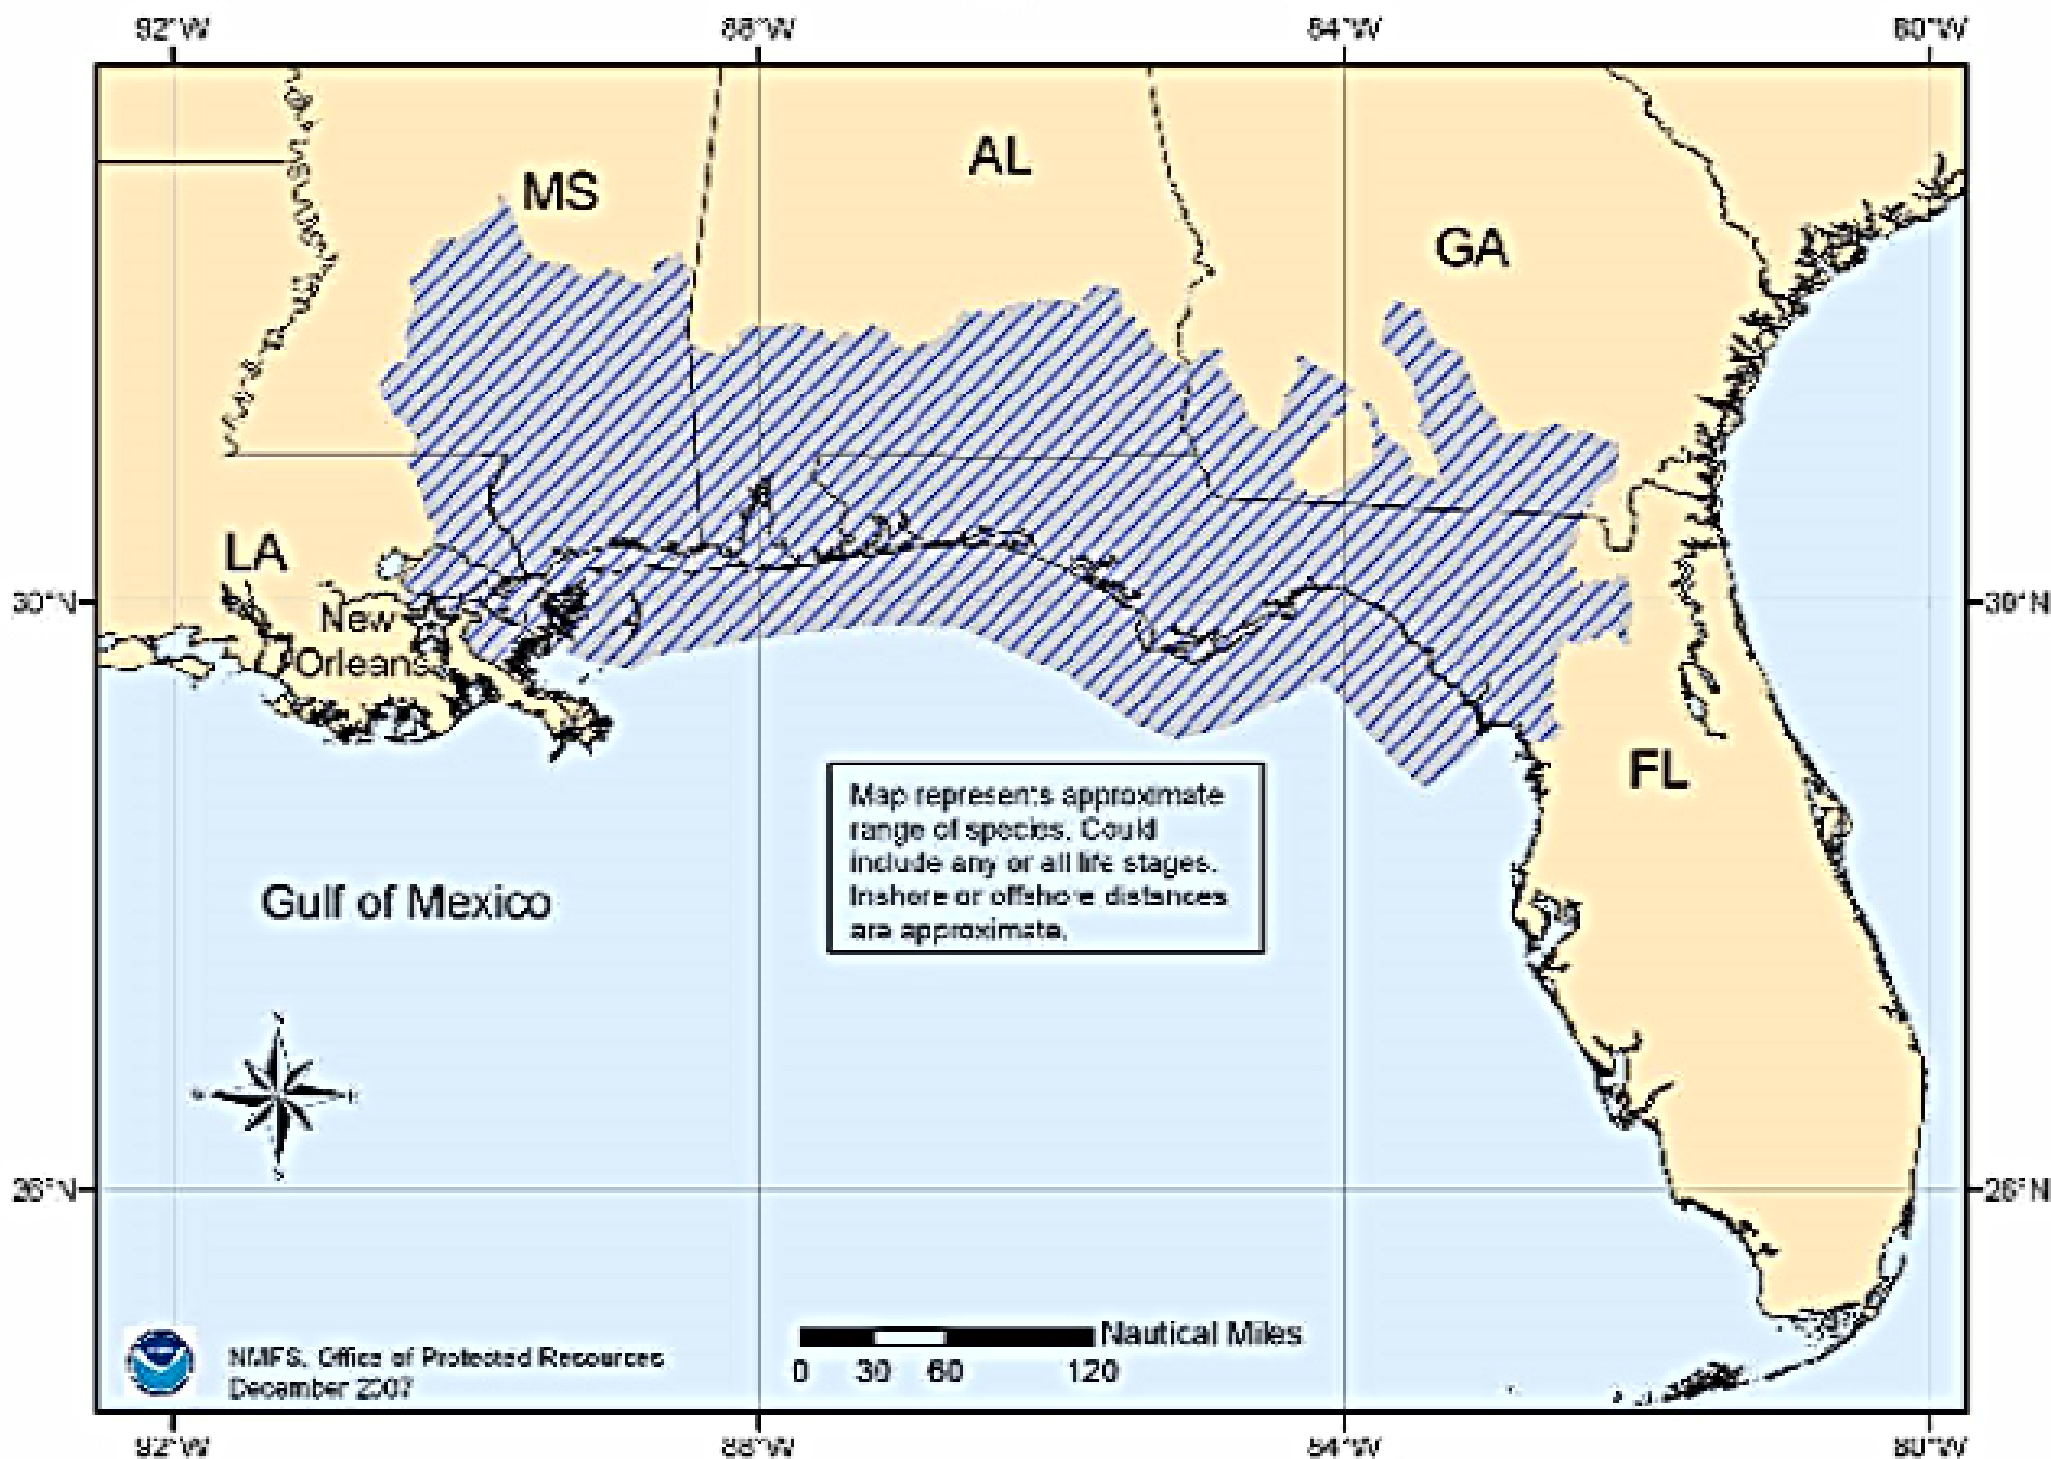 92°W 88°W 84°W 80°W
MS
AL
GA
LA
30°N
30°N
New
Orleans
FL
Map represents approximate
range of species. Could
include any or all life stages.
Inshore or offshore distances
are approximate.
Gulf of Mexico
26°N
26°N
Nautical Miles
0 30 60 120
NMFS, Office of Protected Resources
December 2007
92°W 88°W 84°W 80°W